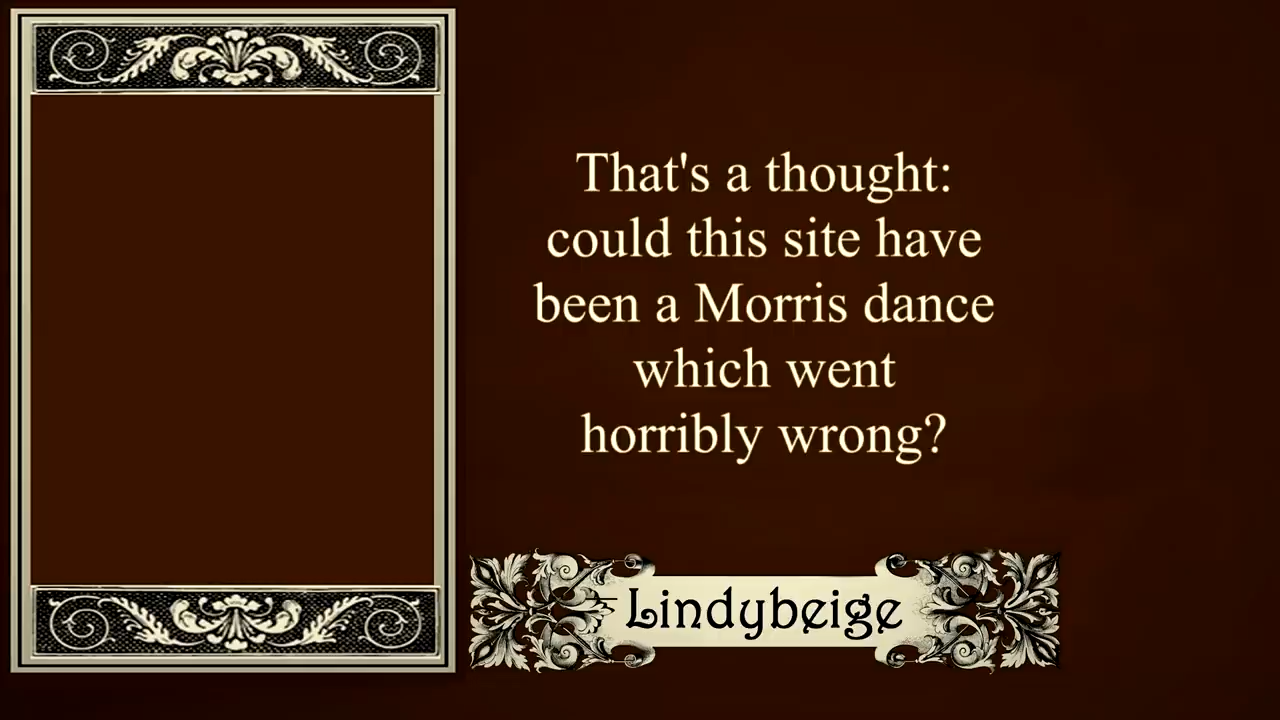 That's a thought:
could this site have
been a Morris dance
which went
horribly wrong?
Lindybeige